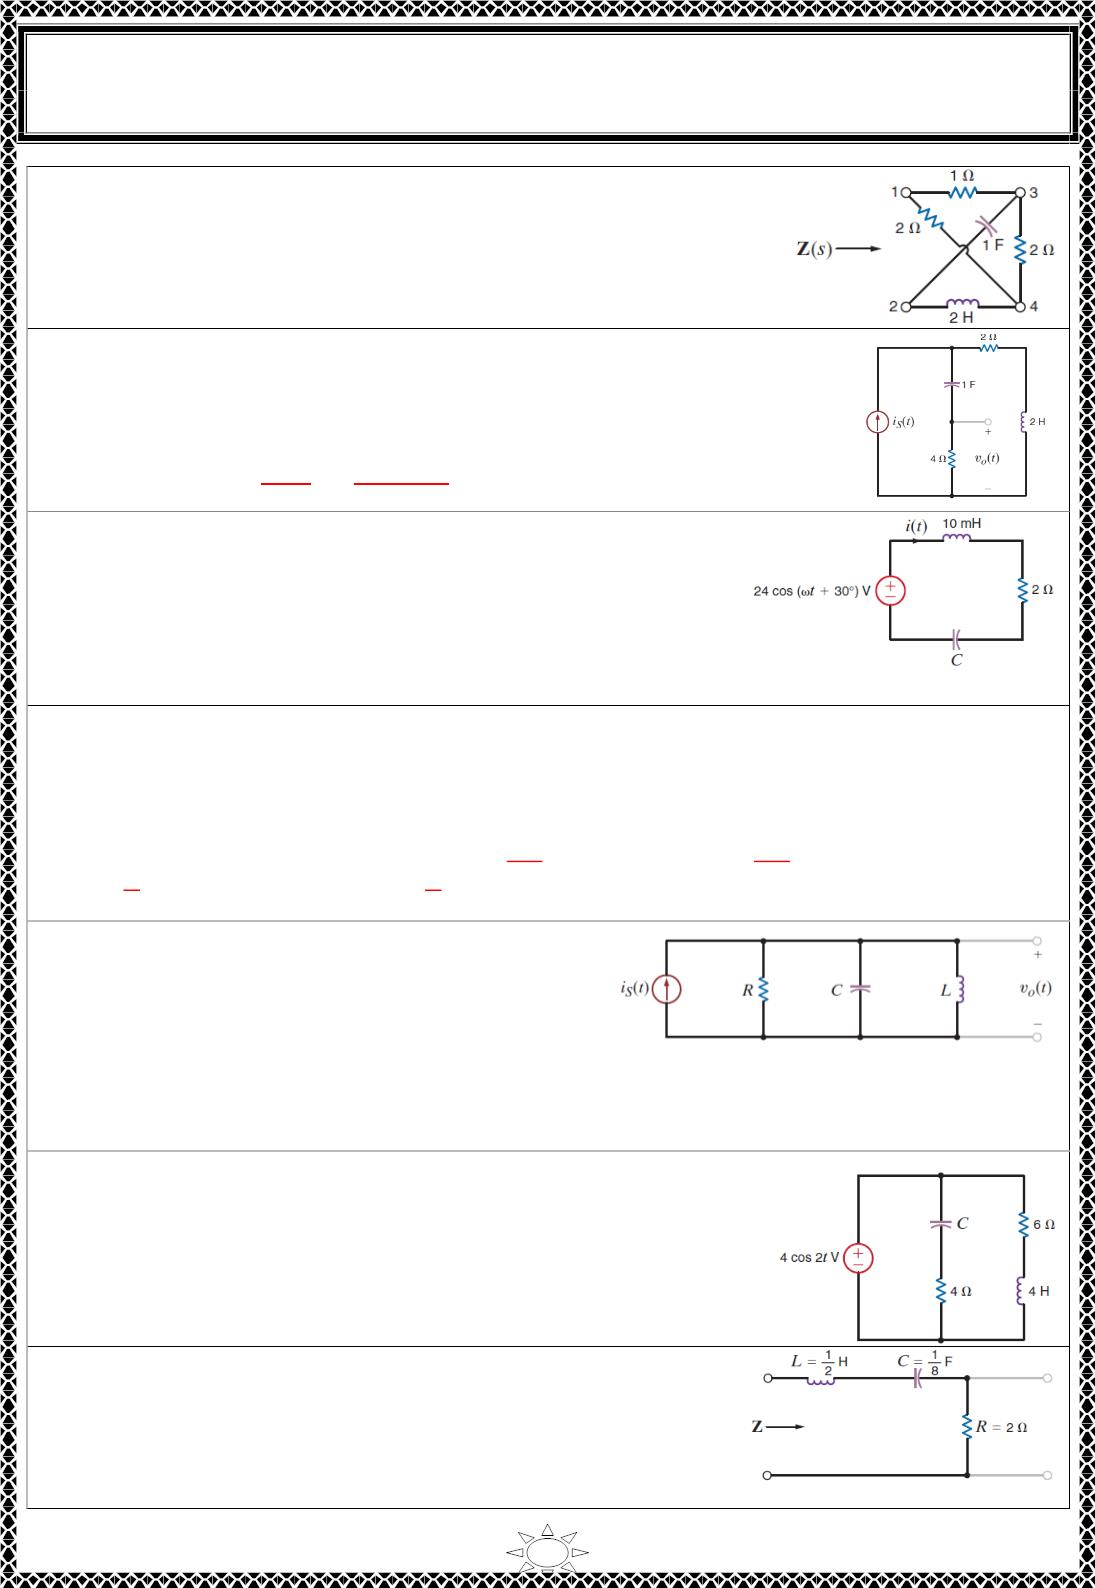 1 Ω
1
3
2 Ω
1 F
2 Ω
Z(s)
2
4
2 H
2 Ω
1 F
iS(t)
2 H
+
4 Ω
vo(t)
−
i(t) 10 mH
24 cos (ωt + 30°) V
+
−
2 Ω
C
+
iS(t)
R
C
L
vo(t)
−
C
6 Ω
4 cos 2t V
+
−
4 Ω
4 H
L = 1/2 H
C = 1/8 F
Z
R = 2 Ω